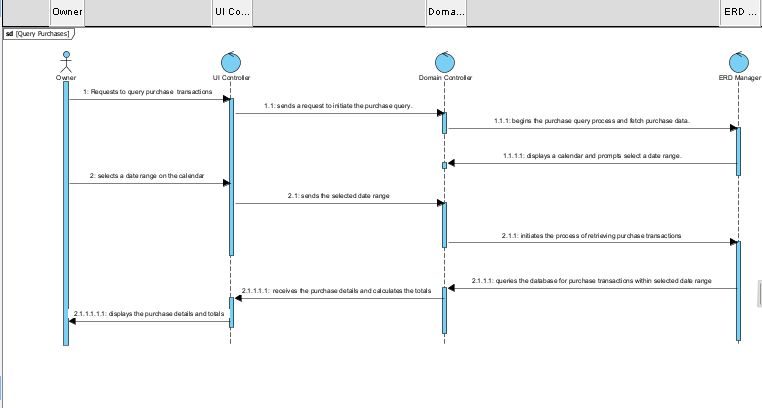 Owner
UI Co...
Doma...
ERD ...
sd [Query Purchases]
Owner
UI Controller
Domain Controller
ERD Manager
1: Requests to query purchase transactions
1.1: sends a request to initiate the purchase query.
1.1.1: begins the purchase query process and fetch purchase data.
1.1.1.1: displays a calendar and prompts select a date range.
2: selects a date range on the calendar
2.1: sends the selected date range
2.1.1: initiates the process of retrieving purchase transactions
2.1.1.1: queries the database for purchase transactions within selected date range
2.1.1.1.1: receives the purchase details and calculates the totals
2.1.1.1.1.1: displays the purchase details and totals